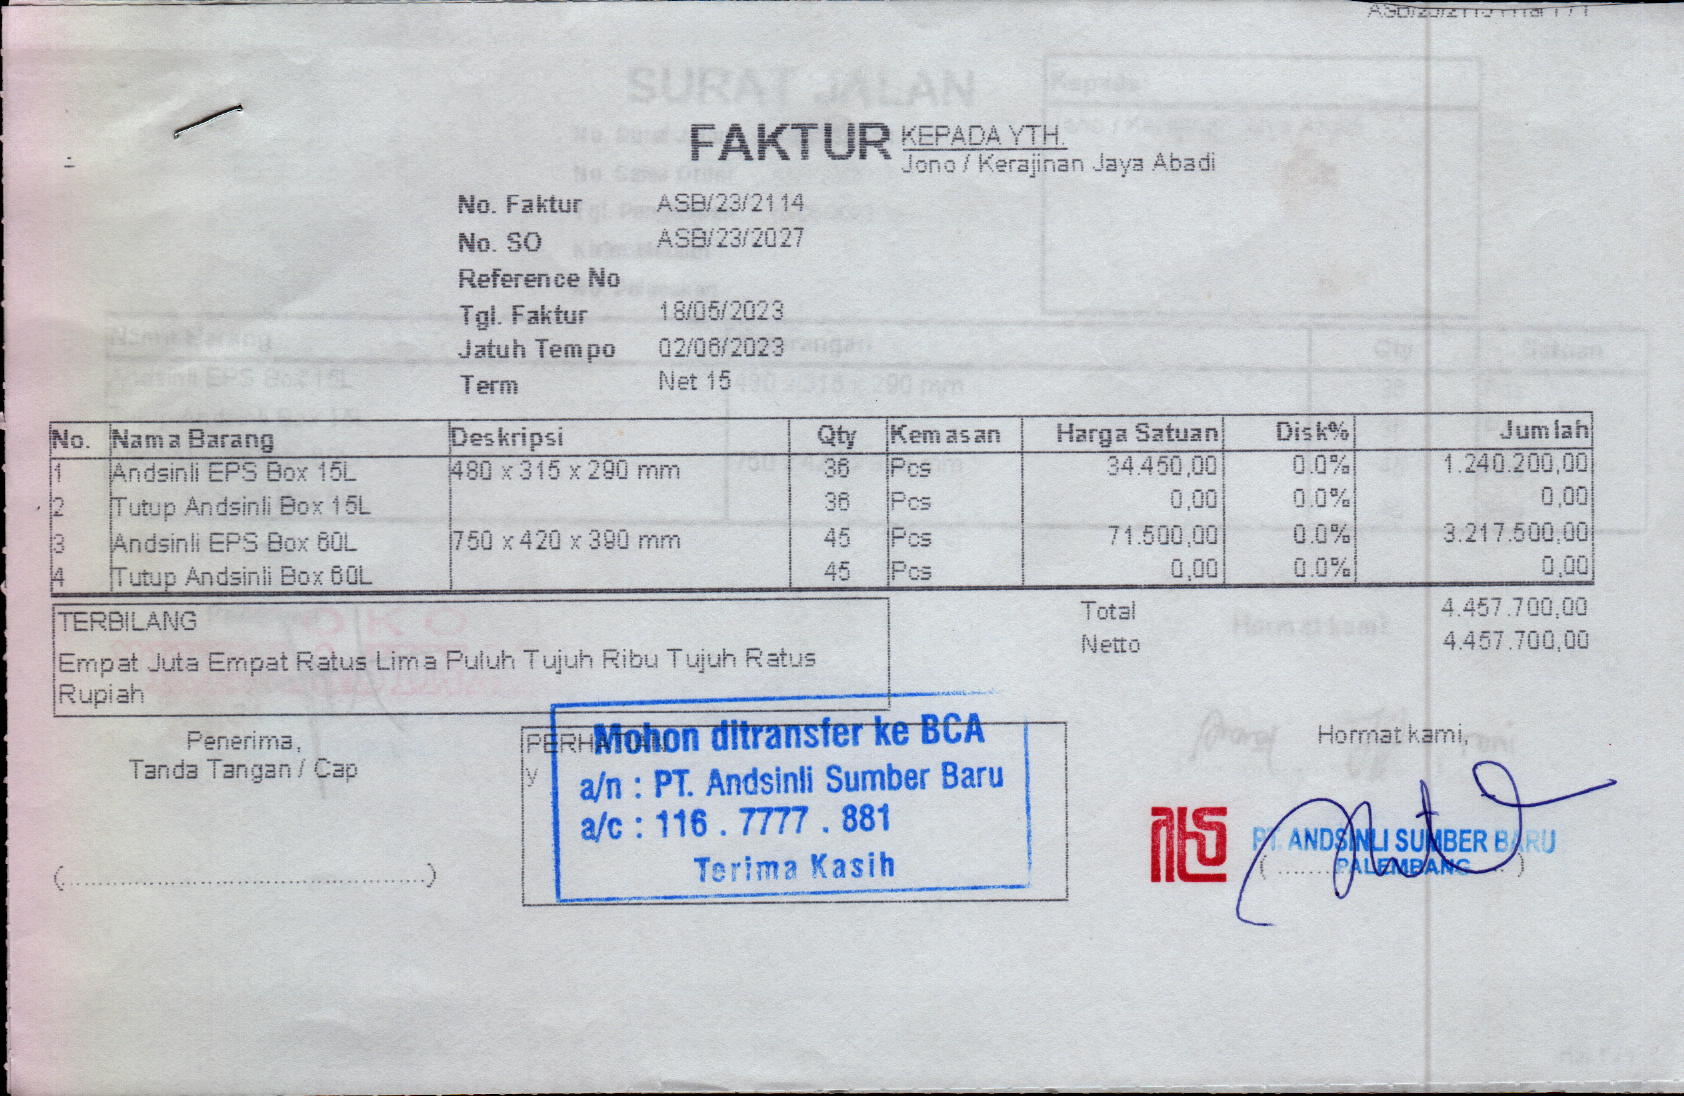 FAKTUR
KEPADA YTH.
Jono / Kerajinan Jaya Abadi
No. Faktur ASB/23/2114
No. SO ASB/23/2027
Reference No
Tgl. Faktur 18/05/2023
Jatuh Tempo 02/06/2023
Term Net 15
No. Nama Barang Deskripsi Qty Kemasan Harga Satuan Disk% Jumlah
1 Andsinli EPS Box 15L 480 x 315 x 290 mm 36 Pcs 34.450,00 0.0% 1.240.200,00
2 Tutup Andsinli Box 15L 36 Pcs 0,00 0.0% 0,00
3 Andsinli EPS Box 60L 750 x 420 x 390 mm 45 Pcs 71.500,00 0.0% 3.217.500,00
4 Tutup Andsinli Box 60L 45 Pcs 0,00 0.0% 0,00
TERBILANG
Empat Juta Empat Ratus Lima Puluh Tujuh Ribu Tujuh Ratus
Rupiah
Total 4.457.700,00
Netto 4.457.700,00
Penerima,
Tanda Tangan / Cap
(..........................................)
y
Mohon ditransfer ke BCA
a/n : PT. Andsinli Sumber Baru
a/c : 116 . 7777 . 881
Terima Kasih
Hormat kami,
PT. ANDSINLI SUMBER BARU
PALEMBANG
SURAT JALAN